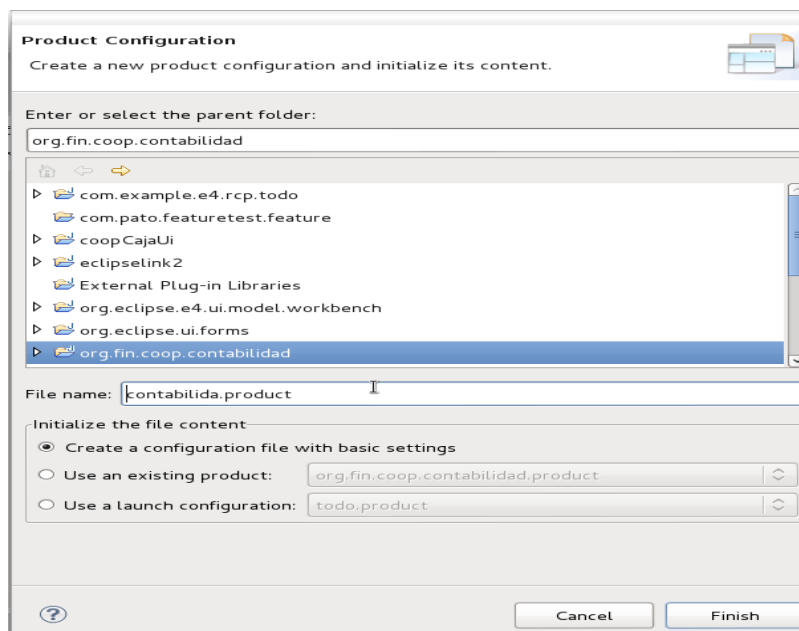 Product Configuration
Create a new product configuration and initialize its content.
Enter or select the parent folder:
org.fin.coop.contabilidad
com.example.e4.rcp.todo
com.pato.featuretest.feature
coopCajaUi
eclipselink2
External Plug-in Libraries
org.eclipse.e4.ui.model.workbench
org.eclipse.ui.forms
org.fin.coop.contabilidad
File name: contabilida.product
Initialize the file content
Create a configuration file with basic settings
Use an existing product: org.fin.coop.contabilidad.product
Use a launch configuration: todo.product
? Cancel Finish